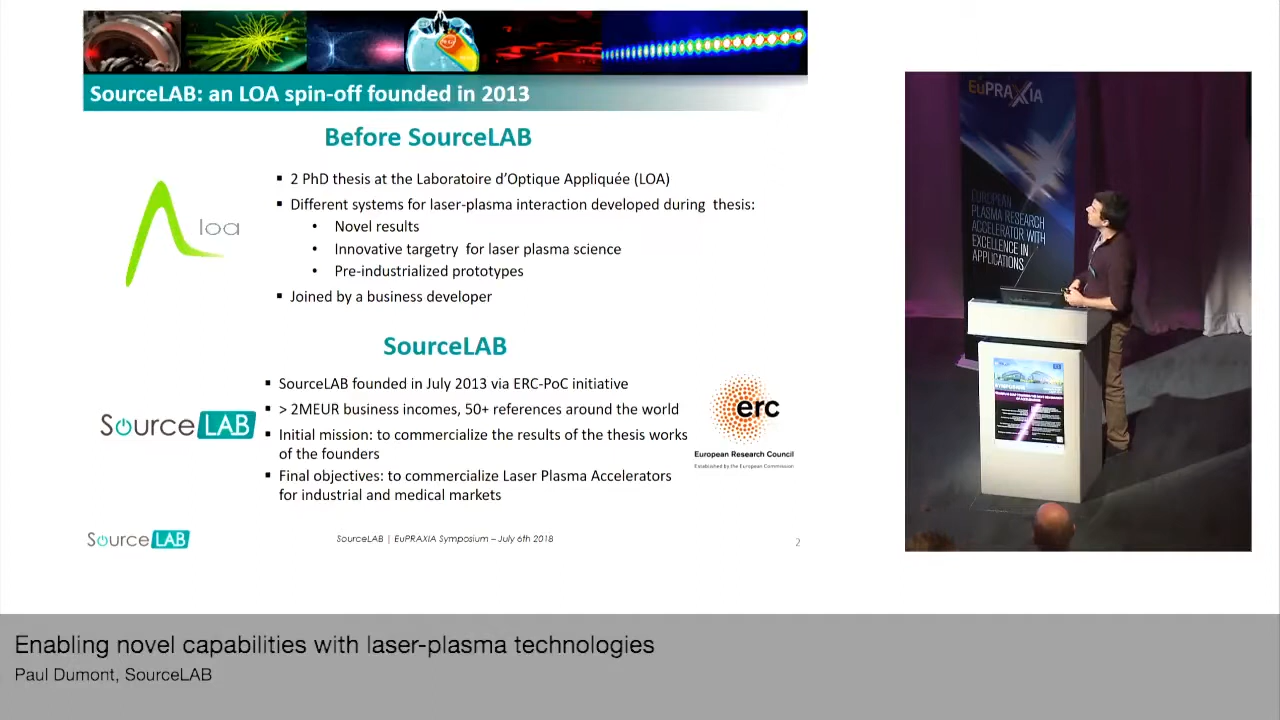 SourceLAB: an LOA spin-off founded in 2013
Before SourceLAB
loa
▪ 2 PhD thesis at the Laboratoire d'Optique Appliquée (LOA)
▪ Different systems for laser-plasma interaction developed during thesis:
• Novel results
• Innovative targetry for laser plasma science
• Pre-industrialized prototypes
▪ Joined by a business developer
SourceLAB
SourceLAB
▪ SourceLAB founded in July 2013 via ERC-PoC initiative
▪ > 2MEUR business incomes, 50+ references around the world
▪ Initial mission: to commercialize the results of the thesis works
of the founders
▪ Final objectives: to commercialize Laser Plasma Accelerators
for industrial and medical markets
erc
European Research Council
Established by the European Commission
SourceLAB
SourceLAB | EuPRAXIA Symposium – July 6th 2018
2
EuPRAXIA
EUROPEAN
PLASMA RESEARCH
ACCELERATOR WITH
EXCELLENCE IN
APPLICATIONS
SYMPOSIUM
Enabling novel capabilities with laser-plasma technologies
Paul Dumont, SourceLAB